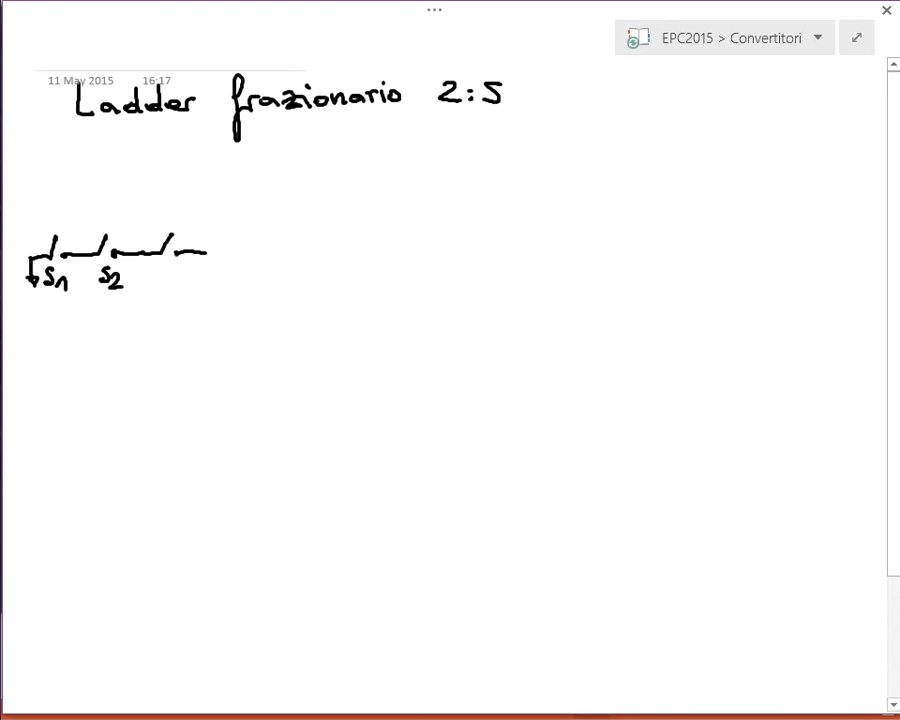 EPC2015 > Convertitori
11 May 2015 16:17
Ladder frazionario 2:5
S1 S2